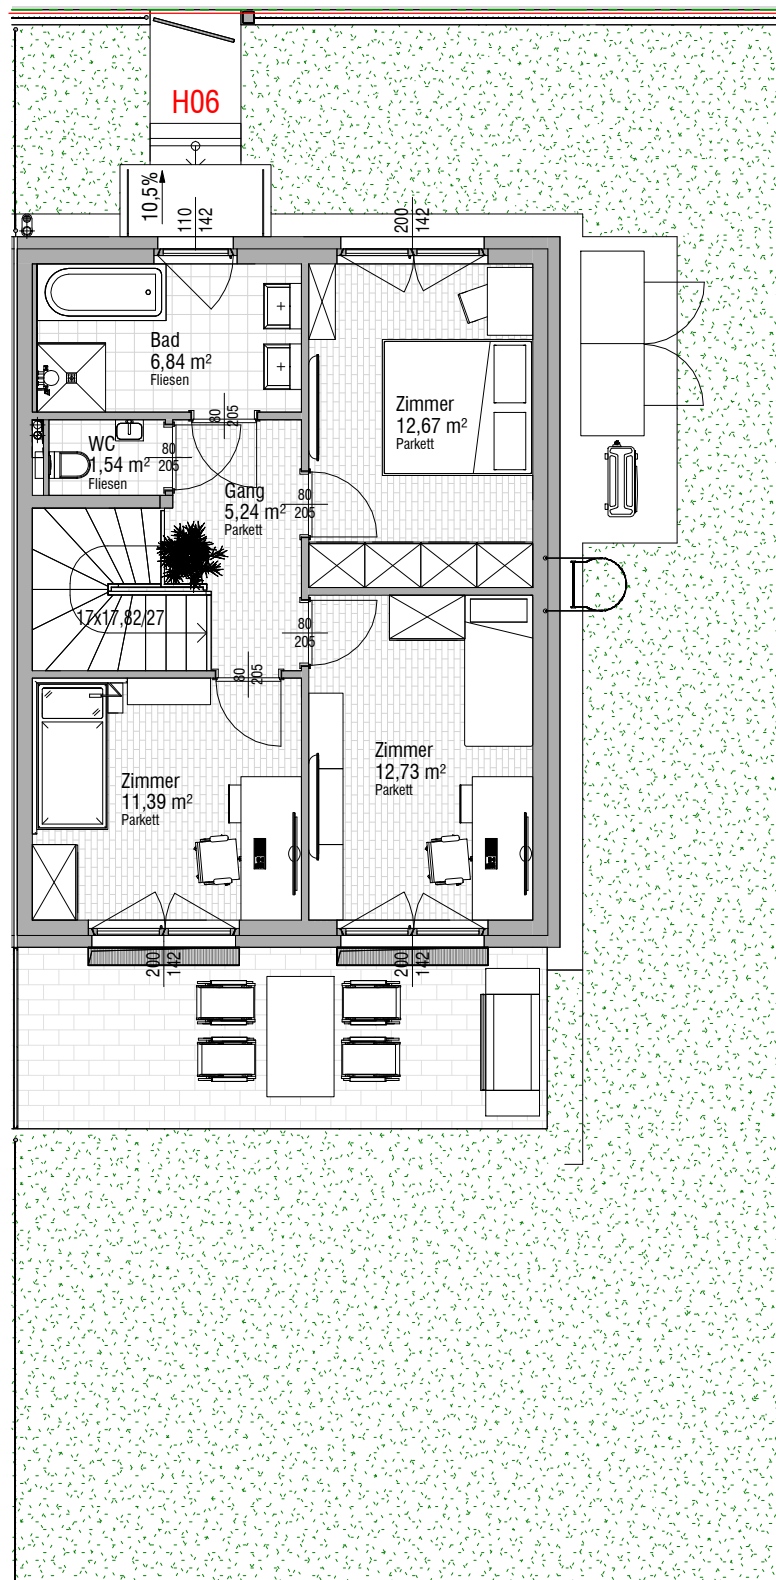 H06
10,5%
110
142
200
142
Bad
6,84 m²
Fliesen
Zimmer
12,67 m²
Parkett
80
205
WC
1,54 m²
Fliesen
80
205
Gang
5,24 m²
Parkett
80
205
17x17,82/27
80
205
80
205
Zimmer
12,73 m²
Parkett
Zimmer
11,39 m²
Parkett
200
142
200
142